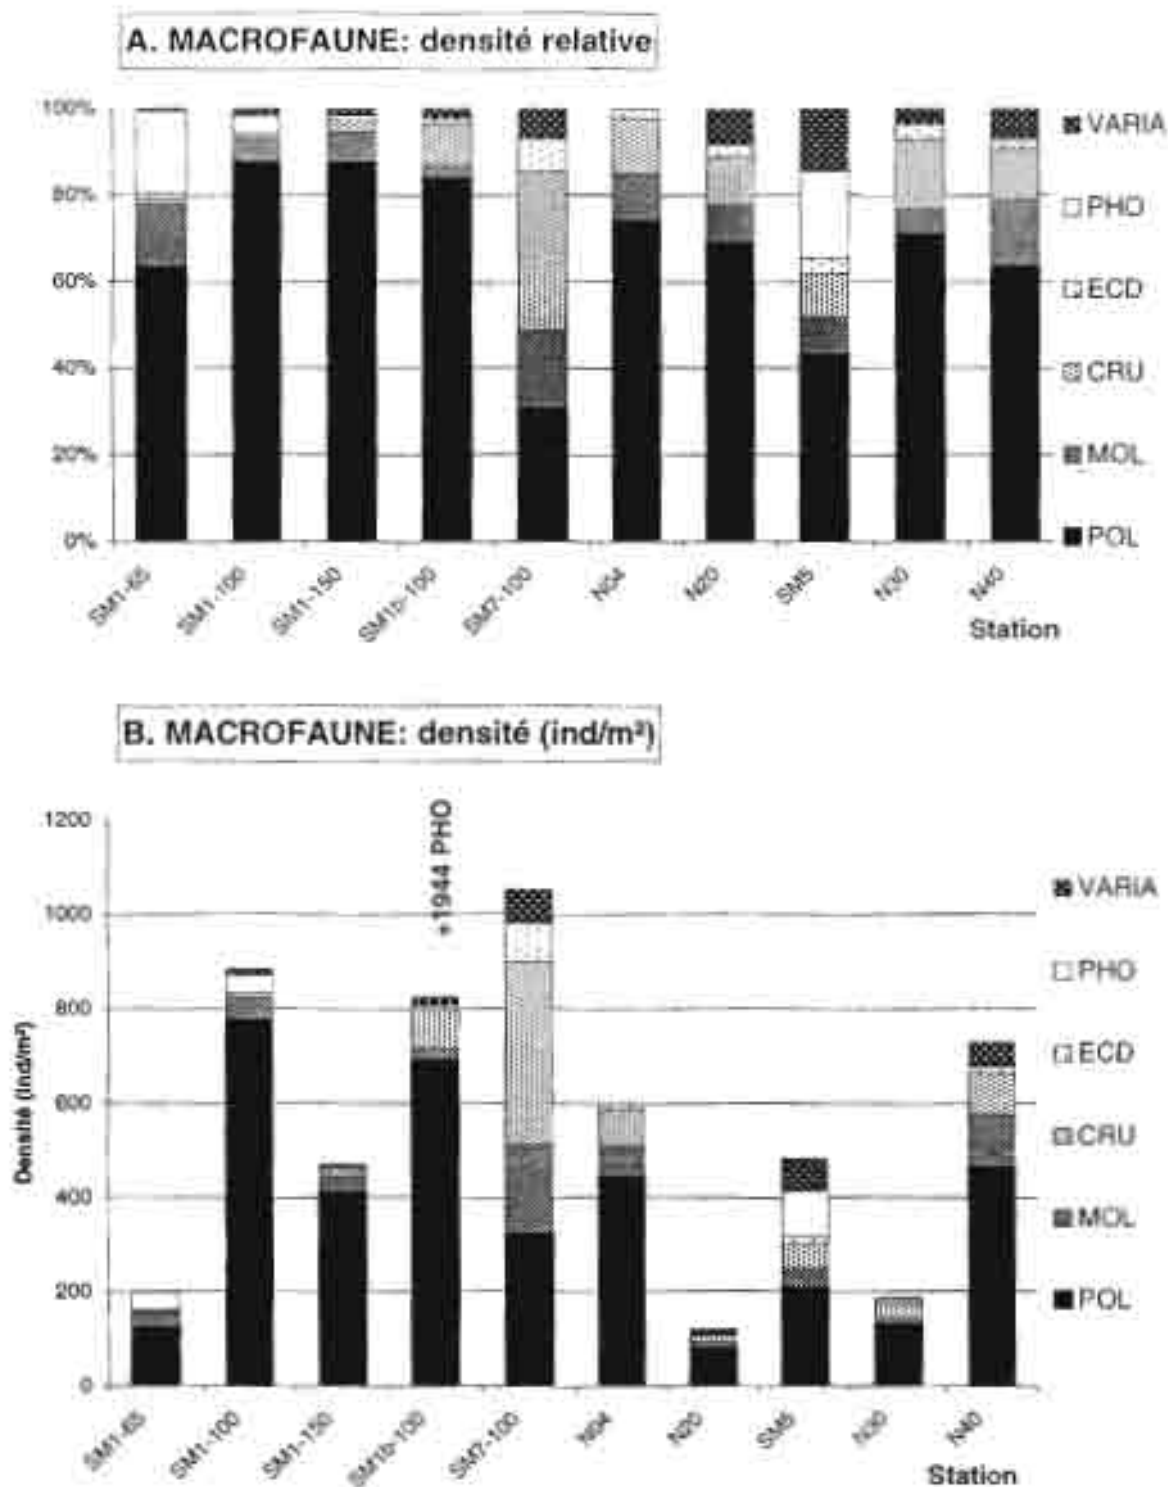 A. MACROFAUNE: densité relative
100%
80%
60%
40%
20%
0%
VARIA
PHO
ECD
CRU
MOL
POL
SM1-65
SM1-100
SM1-150
SM1b-100
SM7-100
N04
N20
SM5
N30
N40
Station
B. MACROFAUNE: densité (ind/m²)
+1944 PHO
Densité (ind/m²)
1200
1000
800
600
400
200
0
VARIA
PHO
ECD
CRU
MOL
POL
SM1-65
SM1-100
SM1-150
SM1b-100
SM7-100
N04
N20
SM5
N30
N40
Station